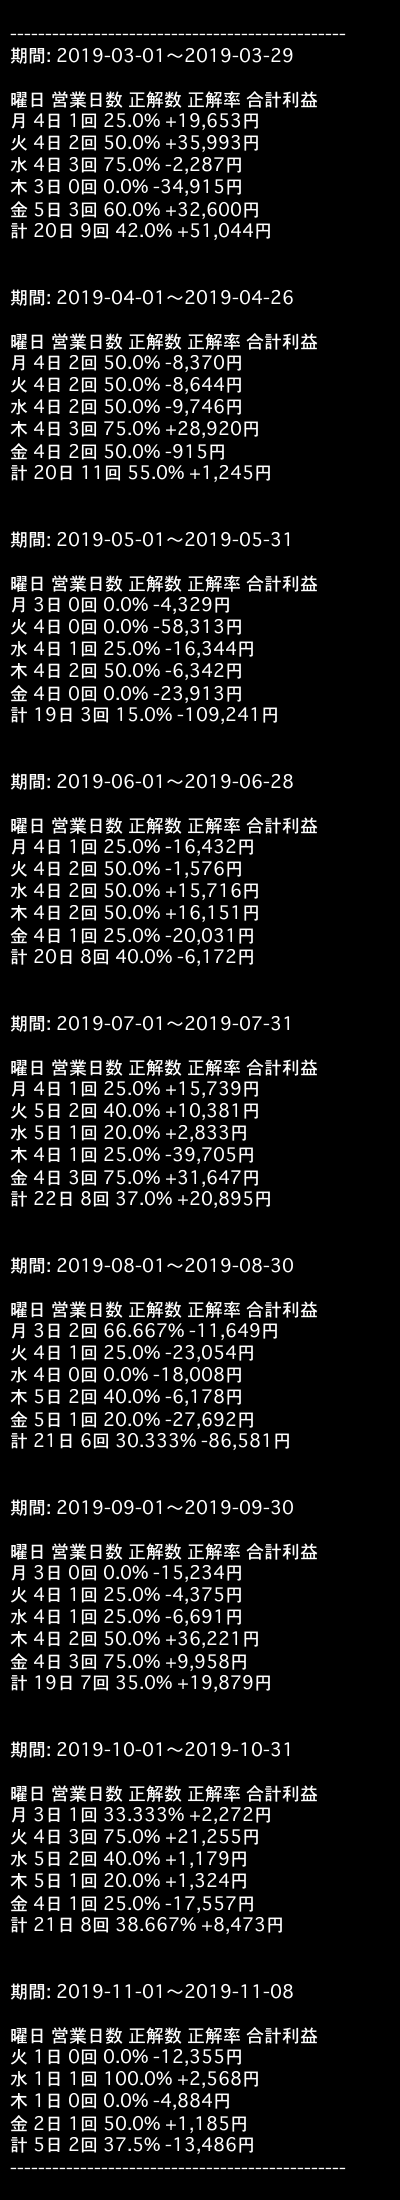 ------------------------------------------------
期間: 2019-03-01〜2019-03-29
曜日 営業日数 正解数 正解率 合計利益
月 4日 1回 25.0% +19,653円
火 4日 2回 50.0% +35,993円
水 4日 3回 75.0% -2,287円
木 3日 0回 0.0% -34,915円
金 5日 3回 60.0% +32,600円
計 20日 9回 42.0% +51,044円
期間: 2019-04-01〜2019-04-26
曜日 営業日数 正解数 正解率 合計利益
月 4日 2回 50.0% -8,370円
火 4日 2回 50.0% -8,644円
水 4日 2回 50.0% -9,746円
木 4日 3回 75.0% +28,920円
金 4日 2回 50.0% -915円
計 20日 11回 55.0% +1,245円
期間: 2019-05-01〜2019-05-31
曜日 営業日数 正解数 正解率 合計利益
月 3日 0回 0.0% -4,329円
火 4日 0回 0.0% -58,313円
水 4日 1回 25.0% -16,344円
木 4日 2回 50.0% -6,342円
金 4日 0回 0.0% -23,913円
計 19日 3回 15.0% -109,241円
期間: 2019-06-01〜2019-06-28
曜日 営業日数 正解数 正解率 合計利益
月 4日 1回 25.0% -16,432円
火 4日 2回 50.0% -1,576円
水 4日 2回 50.0% +15,716円
木 4日 2回 50.0% +16,151円
金 4日 1回 25.0% -20,031円
計 20日 8回 40.0% -6,172円
期間: 2019-07-01〜2019-07-31
曜日 営業日数 正解数 正解率 合計利益
月 4日 1回 25.0% +15,739円
火 5日 2回 40.0% +10,381円
水 5日 1回 20.0% +2,833円
木 4日 1回 25.0% -39,705円
金 4日 3回 75.0% +31,647円
計 22日 8回 37.0% +20,895円
期間: 2019-08-01〜2019-08-30
曜日 営業日数 正解数 正解率 合計利益
月 3日 2回 66.667% -11,649円
火 4日 1回 25.0% -23,054円
水 4日 0回 0.0% -18,008円
木 5日 2回 40.0% -6,178円
金 5日 1回 20.0% -27,692円
計 21日 6回 30.333% -86,581円
期間: 2019-09-01〜2019-09-30
曜日 営業日数 正解数 正解率 合計利益
月 3日 0回 0.0% -15,234円
火 4日 1回 25.0% -4,375円
水 4日 1回 25.0% -6,691円
木 4日 2回 50.0% +36,221円
金 4日 3回 75.0% +9,958円
計 19日 7回 35.0% +19,879円
期間: 2019-10-01〜2019-10-31
曜日 営業日数 正解数 正解率 合計利益
月 3日 1回 33.333% +2,272円
火 4日 3回 75.0% +21,255円
水 5日 2回 40.0% +1,179円
木 5日 1回 20.0% +1,324円
金 4日 1回 25.0% -17,557円
計 21日 8回 38.667% +8,473円
期間: 2019-11-01〜2019-11-08
曜日 営業日数 正解数 正解率 合計利益
火 1日 0回 0.0% -12,355円
水 1日 1回 100.0% +2,568円
木 1日 0回 0.0% -4,884円
金 2日 1回 50.0% +1,185円
計 5日 2回 37.5% -13,486円
------------------------------------------------